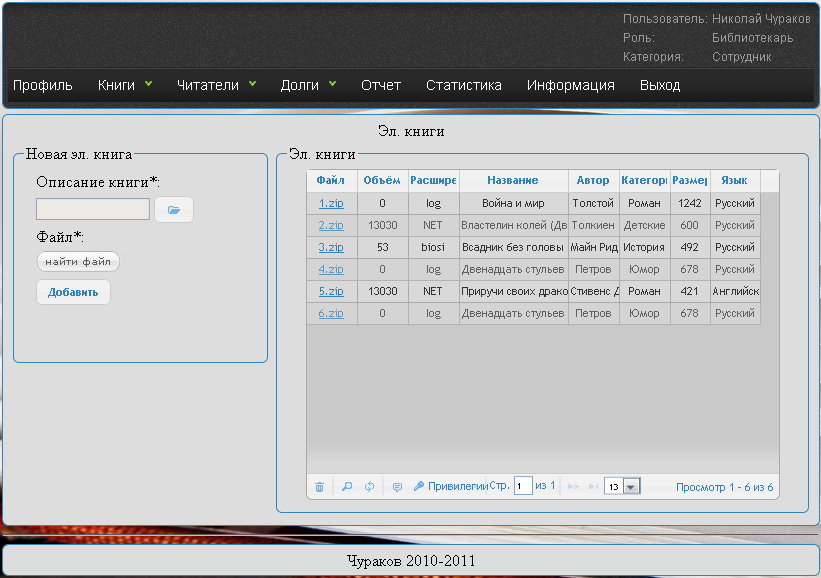 Пользователь: Николай Чураков
Роль: Библиотекарь
Категория: Сотрудник
Профиль Книги Читатели Долги Отчет Статистика Информация Выход
Эл. книги
Новая эл. книга
Описание книги*:
Файл*:
найти файл
Добавить
Эл. книги
Файл Объём Расшире Название Автор Категори Размер Язык
1.zip 0 log Война и мир Толстой Роман 1242 Русский
2.zip 13030 NET Властелин колей (Дв Толкиен Детские 600 Русский
3.zip 53 biosi Всадник без головы Майн Рид История 492 Русский
4.zip 0 log Двенадцать стульев Петров Юмор 678 Русский
5.zip 13030 NET Приручи своих драко Стивенс Д Роман 421 Английск
6.zip 0 log Двенадцать стульев Петров Юмор 678 Русский
Привилегии Стр. 1 из 1 13 Просмотр 1 - 6 из 6
Чураков 2010-2011